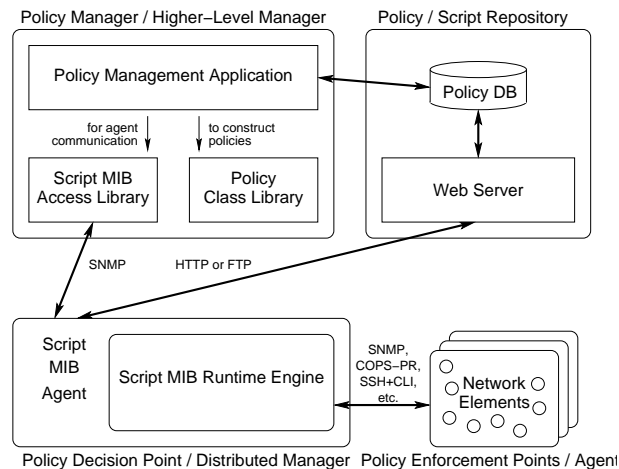 Policy Manager / Higher−Level Manager
Policy / Script Repository
Policy Management Application
Policy DB
for agent
communication
to construct
policies
Script MIB
Access Library
Policy
Class Library
Web Server
SNMP
HTTP or FTP
Script
MIB
Agent
Script MIB Runtime Engine
SNMP,
COPS−PR,
SSH+CLI,
etc.
Network
Elements
Policy Decision Point / Distributed Manager
Policy Enforcement Points / Agent